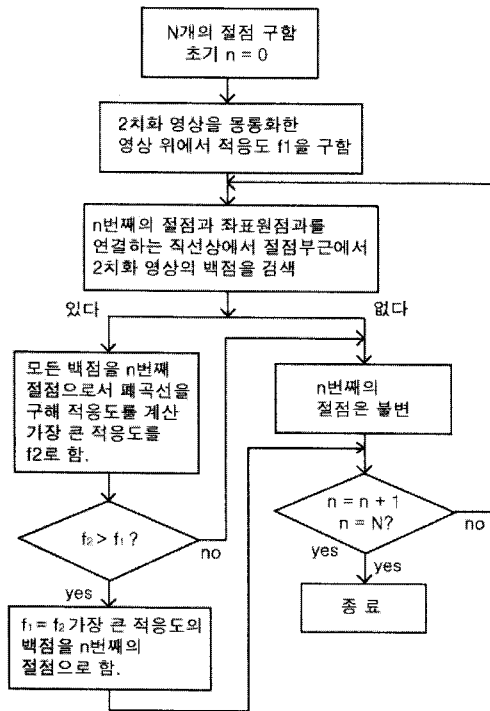 N개의 절점 구함
초기 n = 0
2치화 영상을 몽롱화한
영상 위에서 적응도 f1을 구함
n번째의 절점과 좌표원점과를
연결하는 직선상에서 절점부근에서
2치화 영상의 백점을 검색
있다
없다
모든 백점을 n번째
절점으로서 폐곡선을
구해 적응도를 계산
가장 큰 적응도를
f2로 함.
n번째의
절점은 불변
f₂ > f₁ ?
no
yes
n = n + 1
n = N?
no
yes
yes
f₁ = f₂ 가장 큰 적응도의
백점을 n번째의
절점으로 함.
종 료